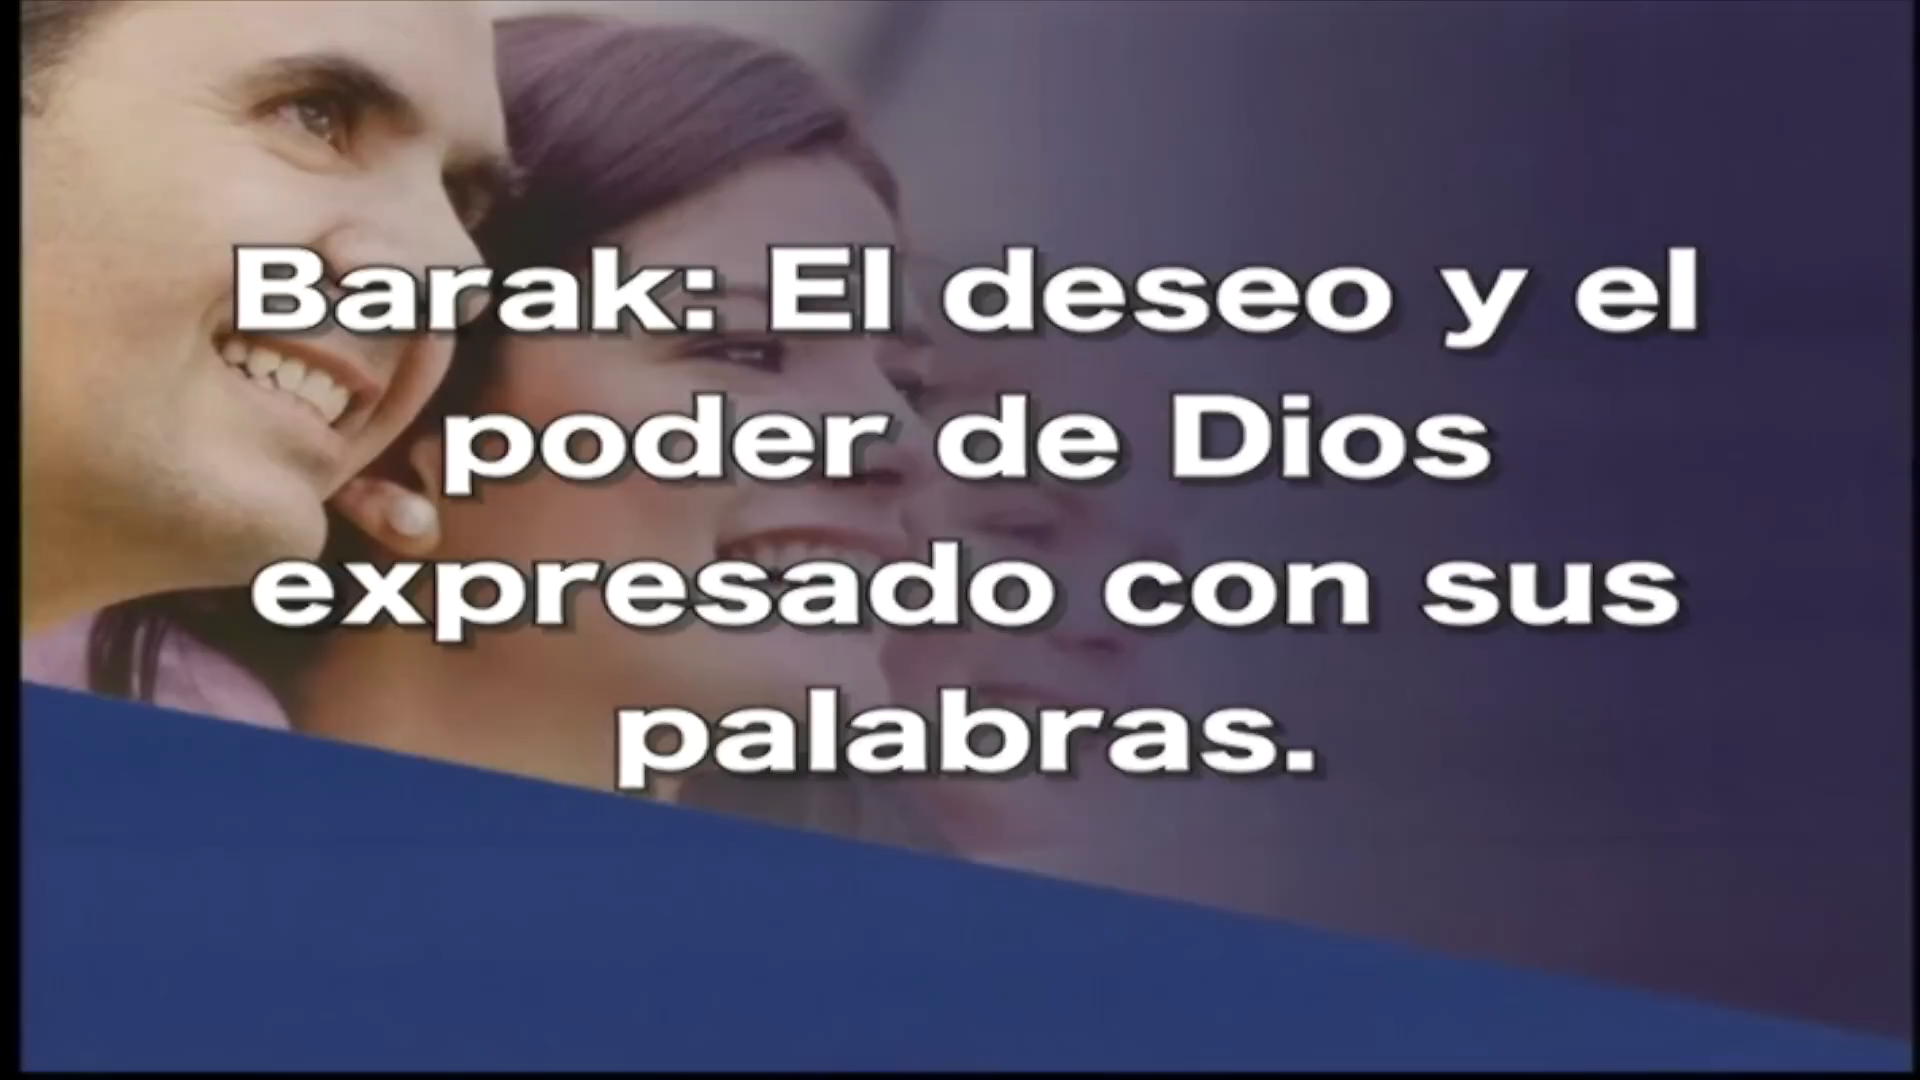 Barak: El deseo y el
poder de Dios
expresado con sus
palabras.